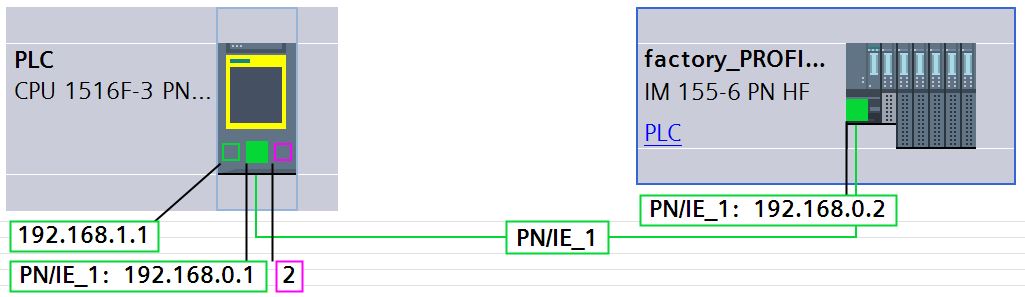 PLC
CPU 1516F-3 PN...
factory_PROFI...
IM 155-6 PN HF
PLC
192.168.1.1
PN/IE_1: 192.168.0.1
2
PN/IE_1
PN/IE_1: 192.168.0.2